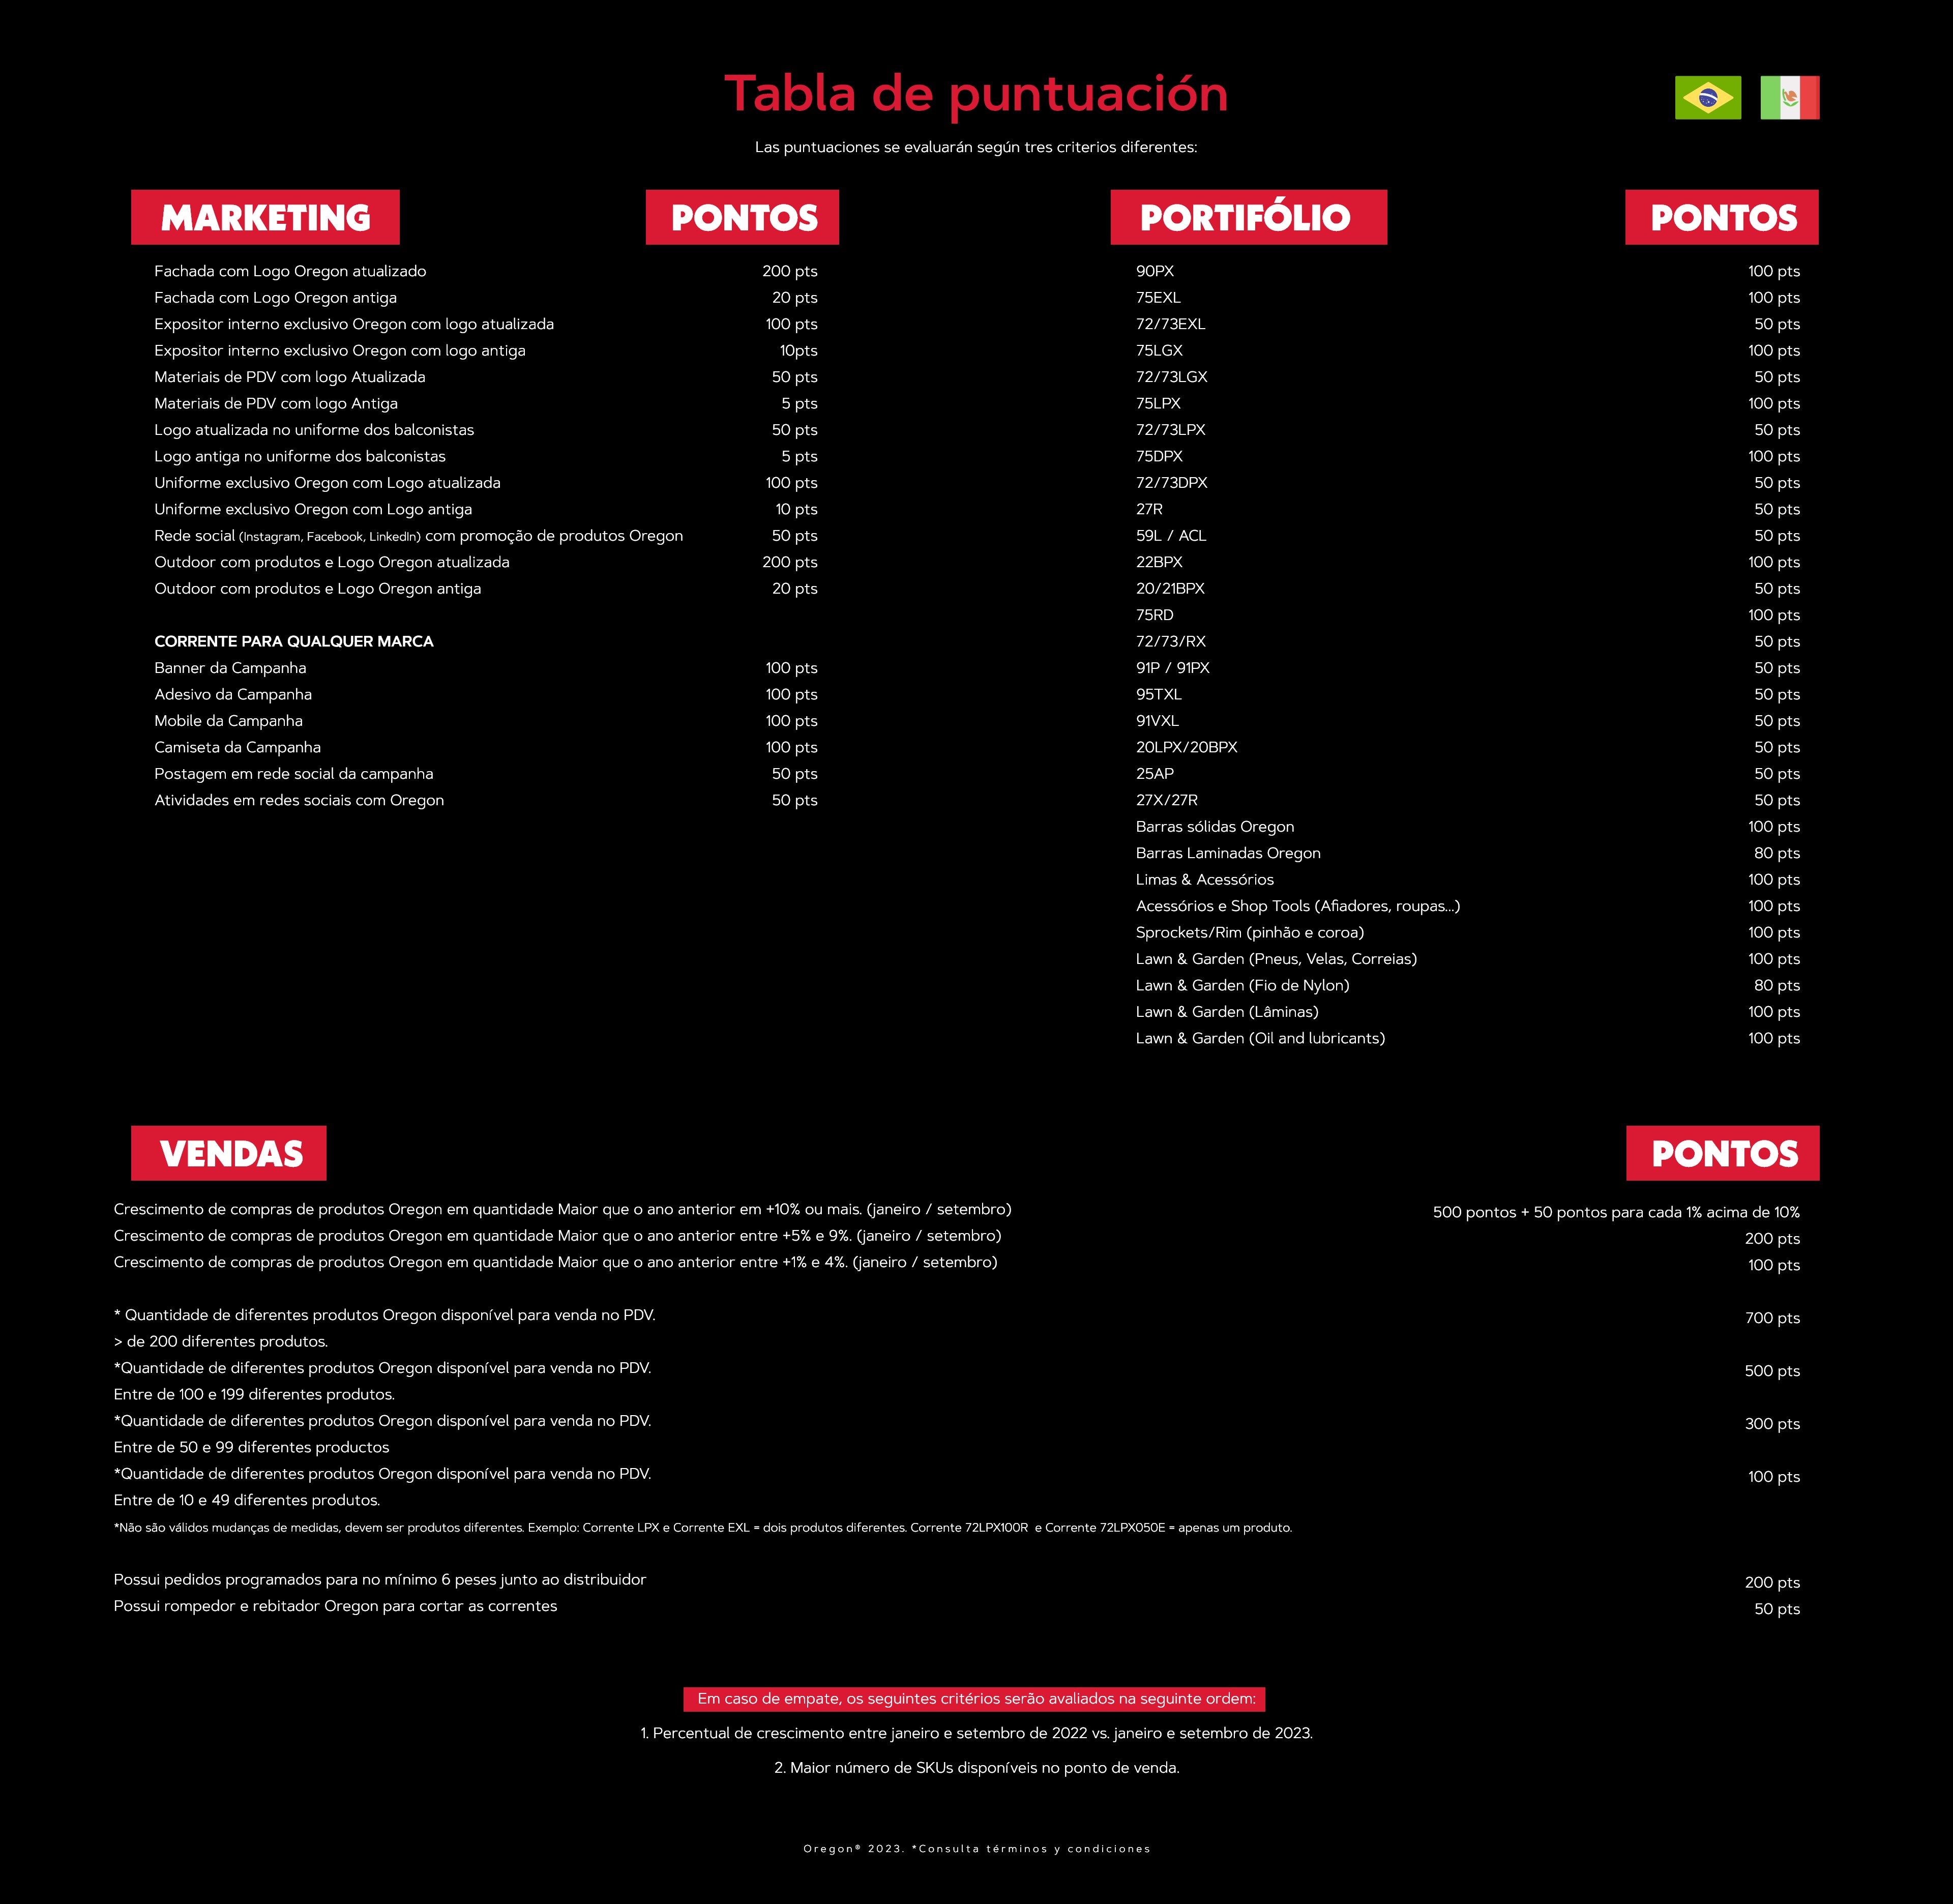 Tabla de puntuación
Las puntuaciones se evaluarán según tres criterios diferentes:
MARKETING PONTOS
Fachada com Logo Oregon atualizado 200 pts
Fachada com Logo Oregon antiga 20 pts
Expositor interno exclusivo Oregon com logo atualizada 100 pts
Expositor interno exclusivo Oregon com logo antiga 10pts
Materiais de PDV com logo Atualizada 50 pts
Materiais de PDV com logo Antiga 5 pts
Logo atualizada no uniforme dos balconistas 50 pts
Logo antiga no uniforme dos balconistas 5 pts
Uniforme exclusivo Oregon com Logo atualizada 100 pts
Uniforme exclusivo Oregon com Logo antiga 10 pts
Rede social (Instagram, Facebook, LinkedIn) com promoção de produtos Oregon 50 pts
Outdoor com produtos e Logo Oregon atualizada 200 pts
Outdoor com produtos e Logo Oregon antiga 20 pts
CORRENTE PARA QUALQUER MARCA
Banner da Campanha 100 pts
Adesivo da Campanha 100 pts
Mobile da Campanha 100 pts
Camiseta da Campanha 100 pts
Postagem em rede social da campanha 50 pts
Atividades em redes sociais com Oregon 50 pts
PORTIFÓLIO PONTOS
90PX 100 pts
75EXL 100 pts
72/73EXL 50 pts
75LGX 100 pts
72/73LGX 50 pts
75LPX 100 pts
72/73LPX 50 pts
75DPX 100 pts
72/73DPX 50 pts
27R 50 pts
59L / ACL 50 pts
22BPX 100 pts
20/21BPX 50 pts
75RD 100 pts
72/73/RX 50 pts
91P / 91PX 50 pts
95TXL 50 pts
91VXL 50 pts
20LPX/20BPX 50 pts
25AP 50 pts
27X/27R 50 pts
Barras sólidas Oregon 100 pts
Barras Laminadas Oregon 80 pts
Limas & Acessórios 100 pts
Acessórios e Shop Tools (Afiadores, roupas...) 100 pts
Sprockets/Rim (pinhão e coroa) 100 pts
Lawn & Garden (Pneus, Velas, Correias) 100 pts
Lawn & Garden (Fio de Nylon) 80 pts
Lawn & Garden (Lâminas) 100 pts
Lawn & Garden (Oil and lubricants) 100 pts
VENDAS PONTOS
Crescimento de compras de produtos Oregon em quantidade Maior que o ano anterior em +10% ou mais. (janeiro / setembro) 500 pontos + 50 pontos para cada 1% acima de 10%
Crescimento de compras de produtos Oregon em quantidade Maior que o ano anterior entre +5% e 9%. (janeiro / setembro) 200 pts
Crescimento de compras de produtos Oregon em quantidade Maior que o ano anterior entre +1% e 4%. (janeiro / setembro) 100 pts
* Quantidade de diferentes produtos Oregon disponível para venda no PDV. 700 pts
> de 200 diferentes produtos.
*Quantidade de diferentes produtos Oregon disponível para venda no PDV. 500 pts
Entre de 100 e 199 diferentes produtos.
*Quantidade de diferentes produtos Oregon disponível para venda no PDV. 300 pts
Entre de 50 e 99 diferentes productos
*Quantidade de diferentes produtos Oregon disponível para venda no PDV. 100 pts
Entre de 10 e 49 diferentes produtos.
*Não são válidos mudanças de medidas, devem ser produtos diferentes. Exemplo: Corrente LPX e Corrente EXL = dois produtos diferentes. Corrente 72LPX100R e Corrente 72LPX050E = apenas um produto.
Possui pedidos programados para no mínimo 6 peses junto ao distribuidor 200 pts
Possui rompedor e rebitador Oregon para cortar as correntes 50 pts
Em caso de empate, os seguintes critérios serão avaliados na seguinte ordem:
1. Percentual de crescimento entre janeiro e setembro de 2022 vs. janeiro e setembro de 2023.
2. Maior número de SKUs disponíveis no ponto de venda.
Oregon® 2023. *Consulta términos y condiciones